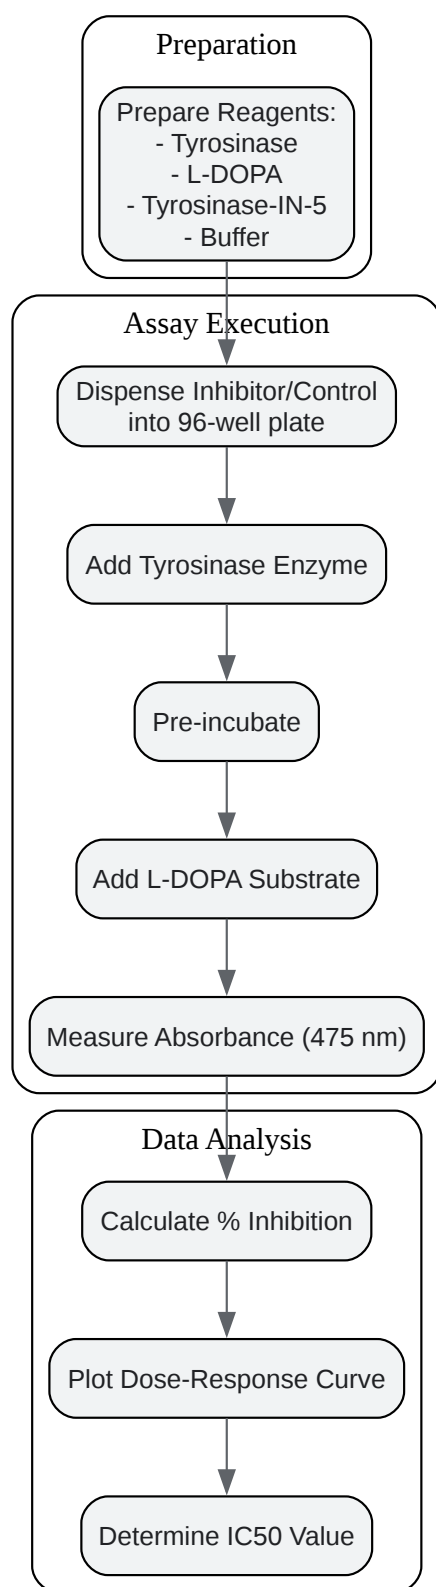 Preparation
Prepare Reagents:
- Tyrosinase
- L-DOPA
- Tyrosinase-IN-5
- Buffer
Assay Execution
Dispense Inhibitor/Control
into 96-well plate
Add Tyrosinase Enzyme
Pre-incubate
Add L-DOPA Substrate
Measure Absorbance (475 nm)
Data Analysis
Calculate % Inhibition
Plot Dose-Response Curve
Determine IC50 Value